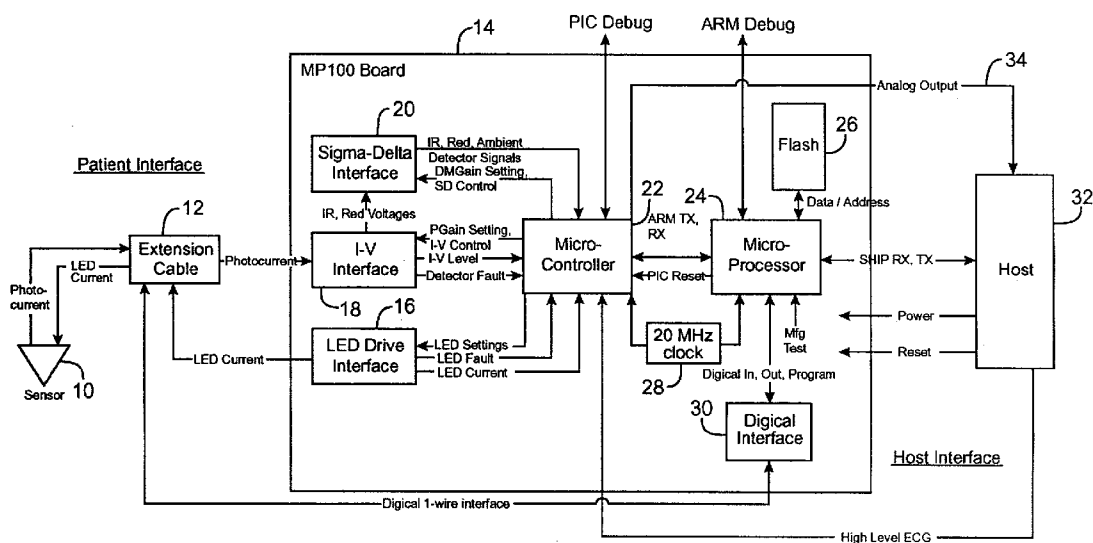 PIC Debug
ARM Debug
14
MP100 Board
34
Analog Output
20
Sigma-Delta
Interface
IR, Red, Ambient
Detector Signals
DMGain Setting,
SD Control
26
Flash
Patient Interface
22
24
Data / Address
32
12
IR, Red Voltages
ARM TX,
RX
Extension
Cable
Photocurrent
I-V
Interface
18
PGain Setting,
I-V Control
I-V Level
Detector Fault
Micro-
Controller
PIC Reset
Micro-
Processor
SHIP RX, TX
Host
LED
Current
Photo-
current
16
LED Drive
Interface
LED Settings
LED Fault
LED Current
20 MHz
clock
28
Mfg
Test
Power
Reset
LED Current
10
Sensor
Digical In, Out, Program
30
Digical
Interface
Host Interface
Digical 1-wire interface
High Level ECG